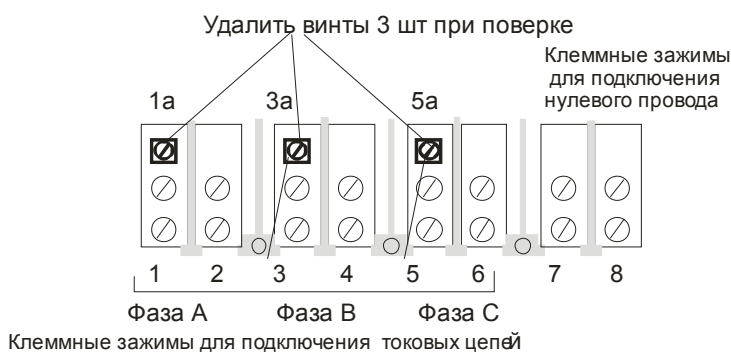 Удалить винты 3 шт при поверке
Клеммные зажимы
для подключения
нулевого провода
1а 3а 5а
1 2 3 4 5 6 7 8
Фаза А Фаза В Фаза С
Клеммные зажимы для подключения токовых цепей